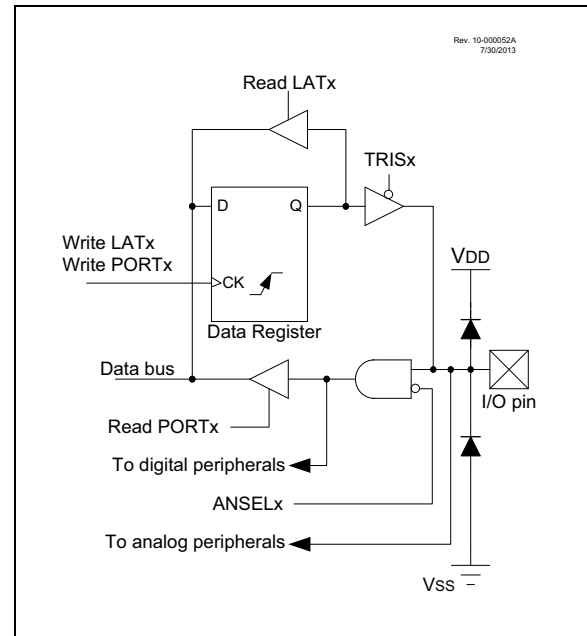 Rev. 10-000052A
7/30/2013
Read LATx
TRISx
D
Q
Write LATx
Write PORTx
CK
VDD
Data Register
Data bus
I/O pin
Read PORTx
To digital peripherals
ANSELx
To analog peripherals
VSS